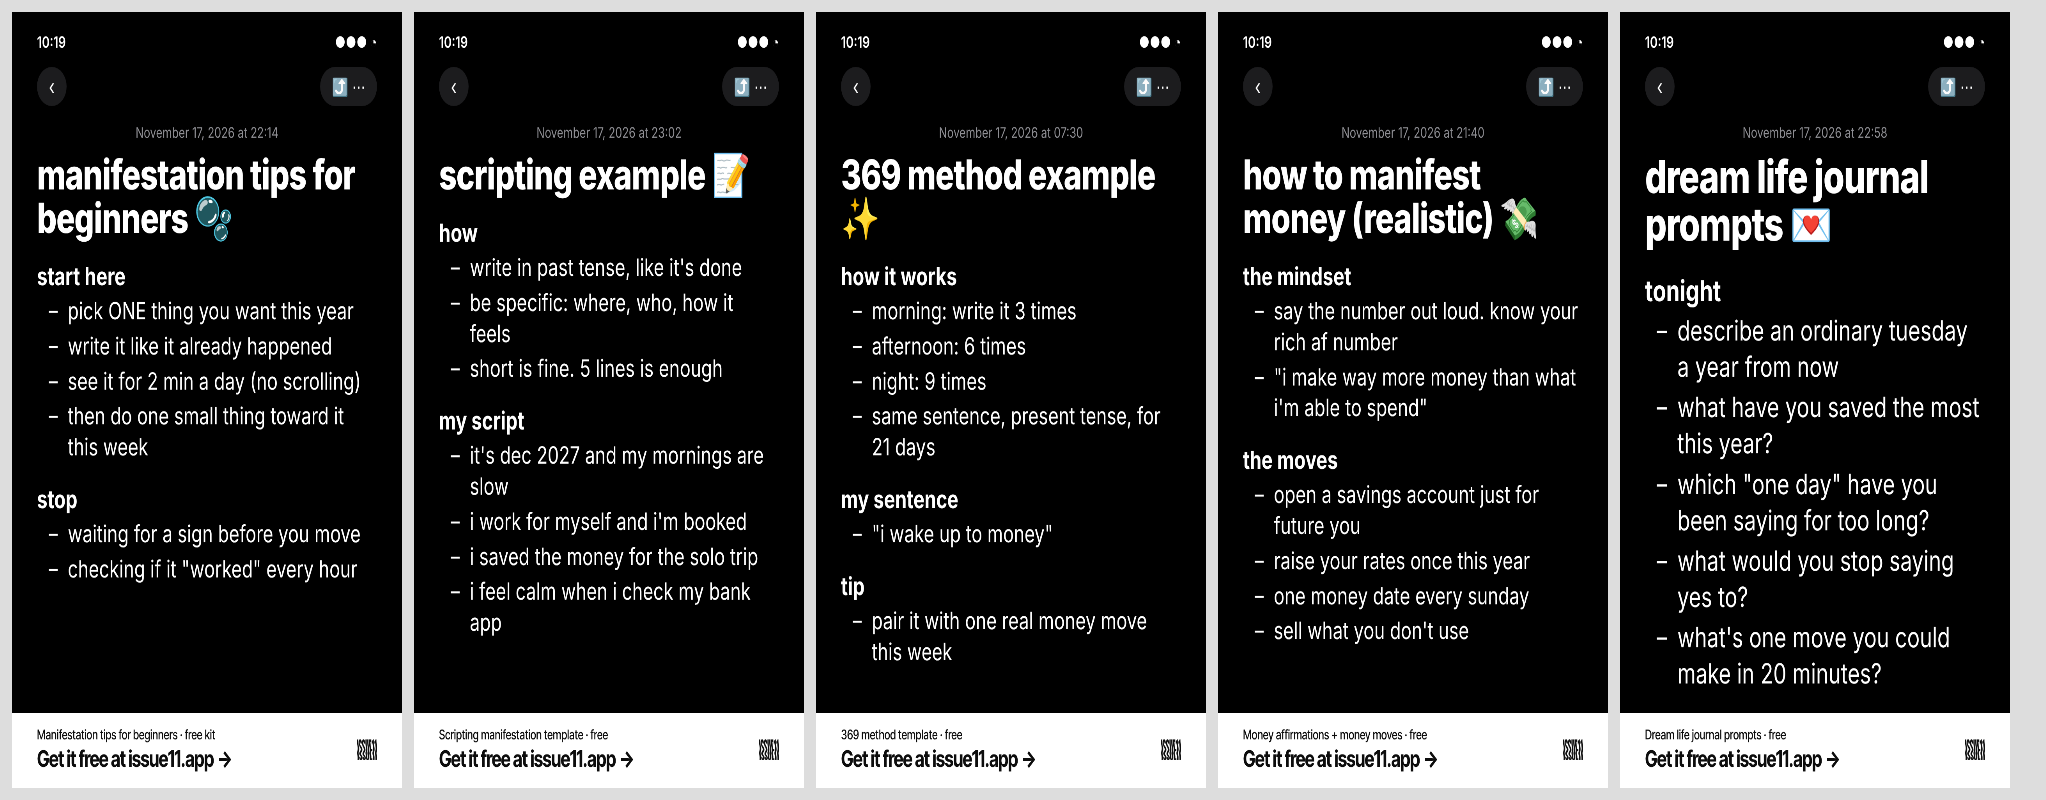 10:19
November 17, 2026 at 22:14
manifestation tips for
beginners 🫧
start here
– pick ONE thing you want this year
– write it like it already happened
– see it for 2 min a day (no scrolling)
– then do one small thing toward it
this week
stop
– waiting for a sign before you move
– checking if it "worked" every hour
Manifestation tips for beginners · free kit
Get it free at issue11.app →
ISSUE11
10:19
November 17, 2026 at 23:02
scripting example 📝
how
– write in past tense, like it's done
– be specific: where, who, how it
feels
– short is fine. 5 lines is enough
my script
– it's dec 2027 and my mornings are
slow
– i work for myself and i'm booked
– i saved the money for the solo trip
– i feel calm when i check my bank
app
Scripting manifestation template · free
Get it free at issue11.app →
ISSUE11
10:19
November 17, 2026 at 07:30
369 method example
✨
how it works
– morning: write it 3 times
– afternoon: 6 times
– night: 9 times
– same sentence, present tense, for
21 days
my sentence
– "i wake up to money"
tip
– pair it with one real money move
this week
369 method template · free
Get it free at issue11.app →
ISSUE11
10:19
November 17, 2026 at 21:40
how to manifest
money (realistic) 💸
the mindset
– say the number out loud. know your
rich af number
– "i make way more money than what
i'm able to spend"
the moves
– open a savings account just for
future you
– raise your rates once this year
– one money date every sunday
– sell what you don't use
Money affirmations + money moves · free
Get it free at issue11.app →
ISSUE11
10:19
November 17, 2026 at 22:58
dream life journal
prompts 💌
tonight
– describe an ordinary tuesday
a year from now
– what have you saved the most
this year?
– which "one day" have you
been saying for too long?
– what would you stop saying
yes to?
– what's one move you could
make in 20 minutes?
Dream life journal prompts · free
Get it free at issue11.app →
ISSUE11